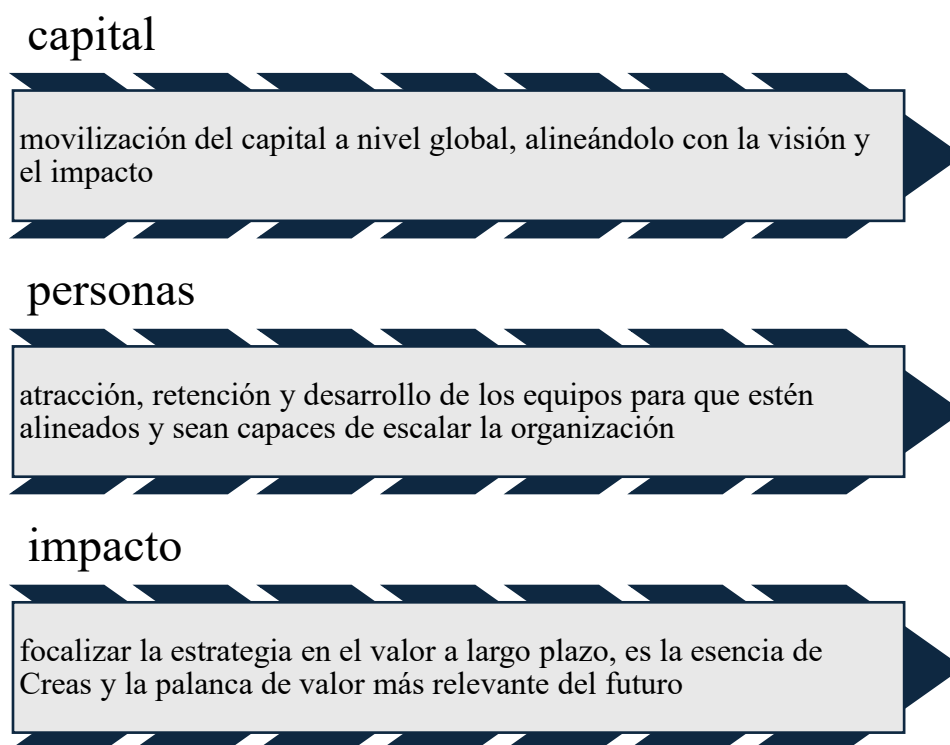 capital
movilización del capital a nivel global, alineándolo con la visión y
el impacto
personas
atracción, retención y desarrollo de los equipos para que estén
alineados y sean capaces de escalar la organización
impacto
focalizar la estrategia en el valor a largo plazo, es la esencia de
Creas y la palanca de valor más relevante del futuro